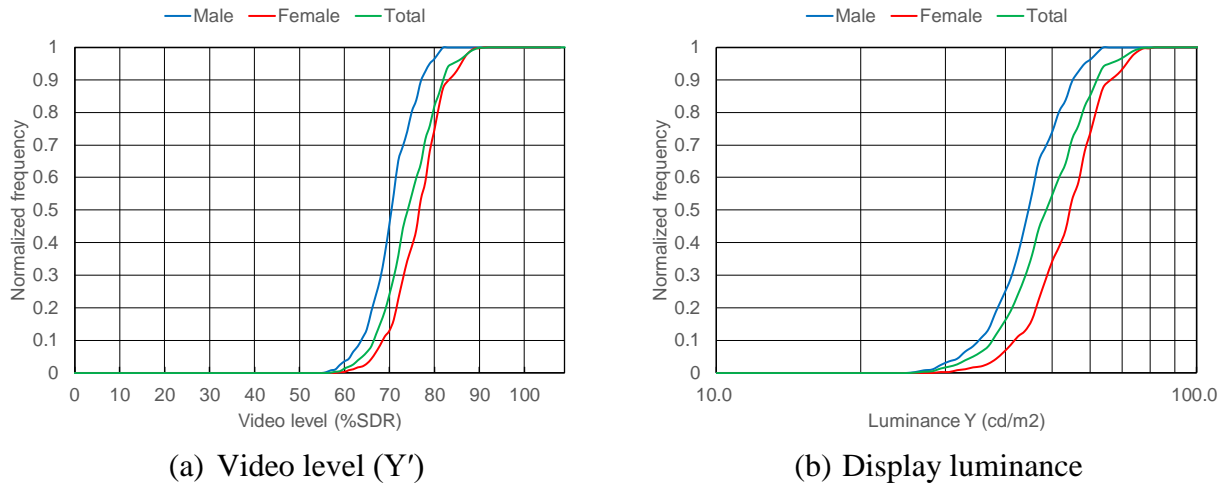 Male Female Total
1
0.9
0.8
0.7
0.6
0.5
0.4
0.3
0.2
0.1
0
Normalized frequency
0 10 20 30 40 50 60 70 80 90 100
Video level (%SDR)
(a) Video level (Y′)
Male Female Total
1
0.9
0.8
0.7
0.6
0.5
0.4
0.3
0.2
0.1
0
Normalized frequency
10.0 100.0
Luminance Y (cd/m2)
(b) Display luminance